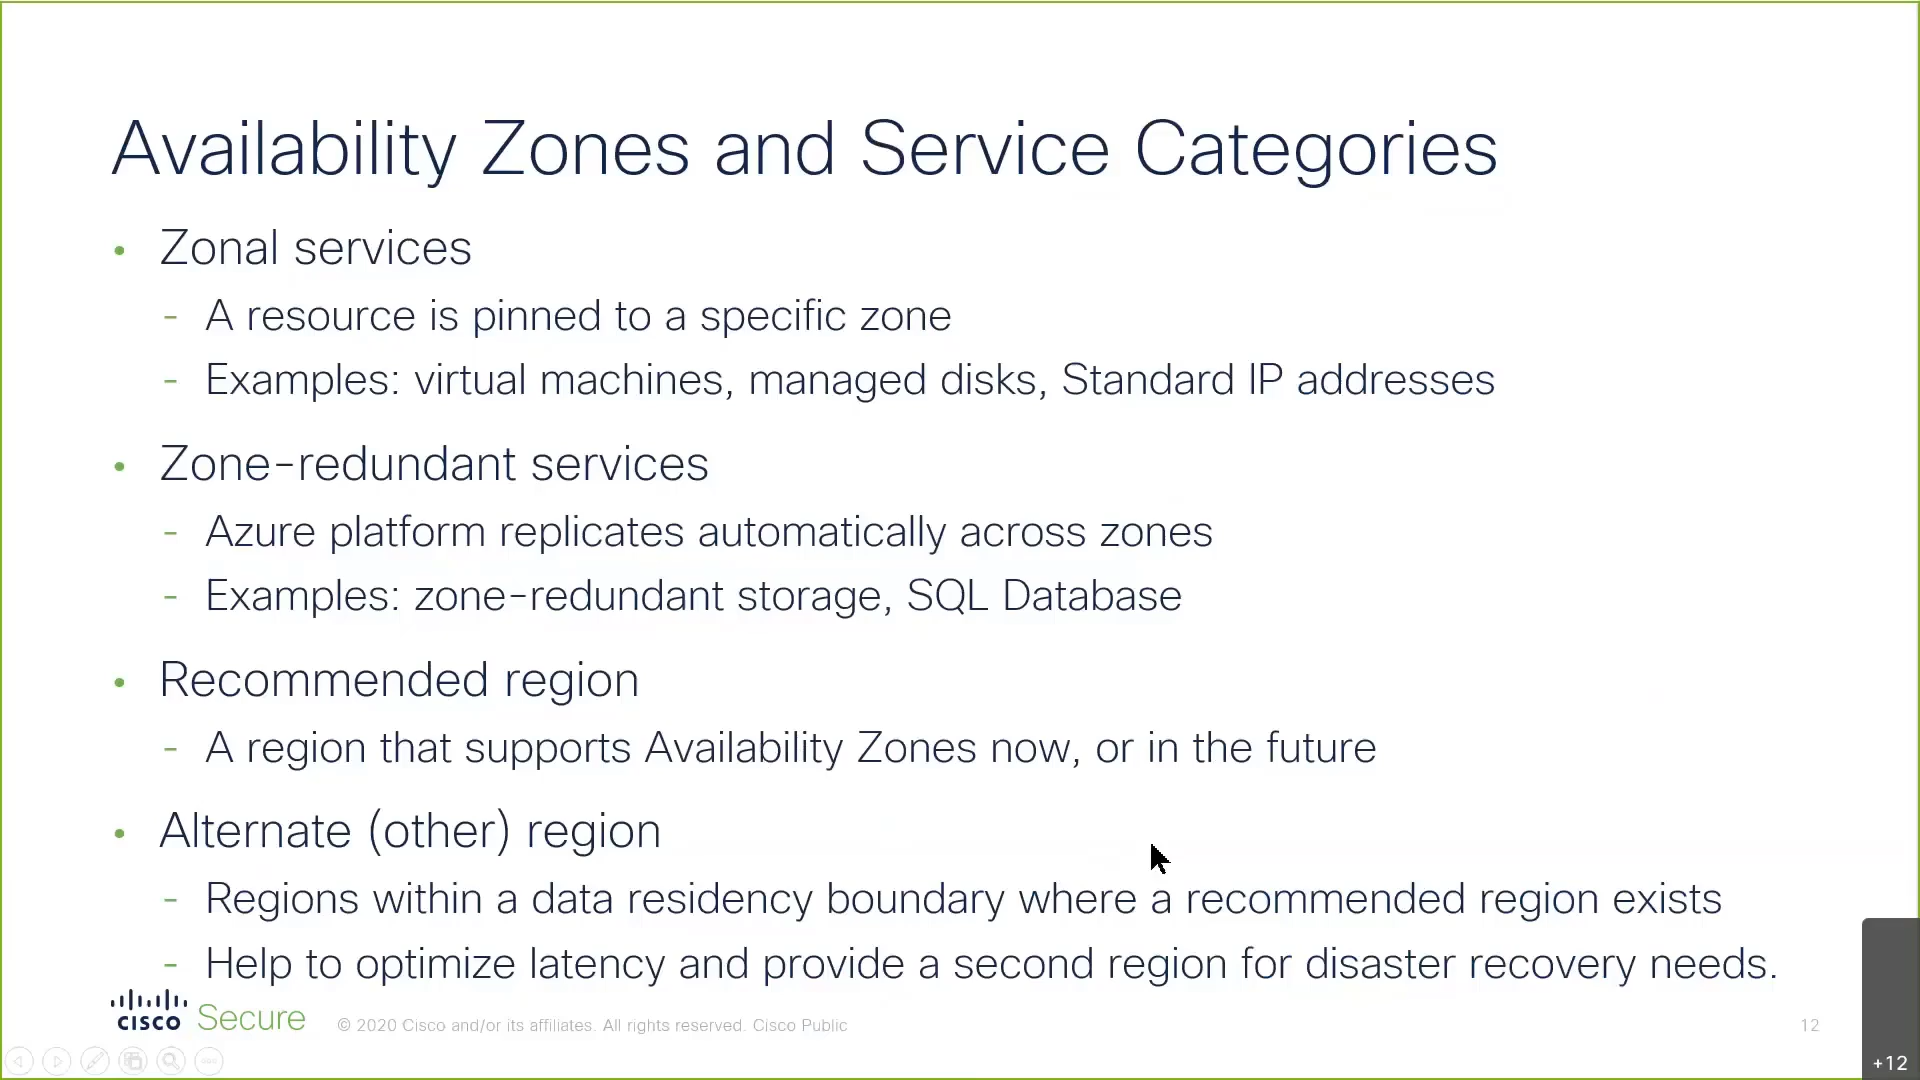 Availability Zones and Service Categories
• Zonal services
- A resource is pinned to a specific zone
- Examples: virtual machines, managed disks, Standard IP addresses
• Zone-redundant services
- Azure platform replicates automatically across zones
- Examples: zone-redundant storage, SQL Database
• Recommended region
- A region that supports Availability Zones now, or in the future
• Alternate (other) region
- Regions within a data residency boundary where a recommended region exists
- Help to optimize latency and provide a second region for disaster recovery needs.
cisco Secure © 2020 Cisco and/or its affiliates. All rights reserved. Cisco Public 12
+12